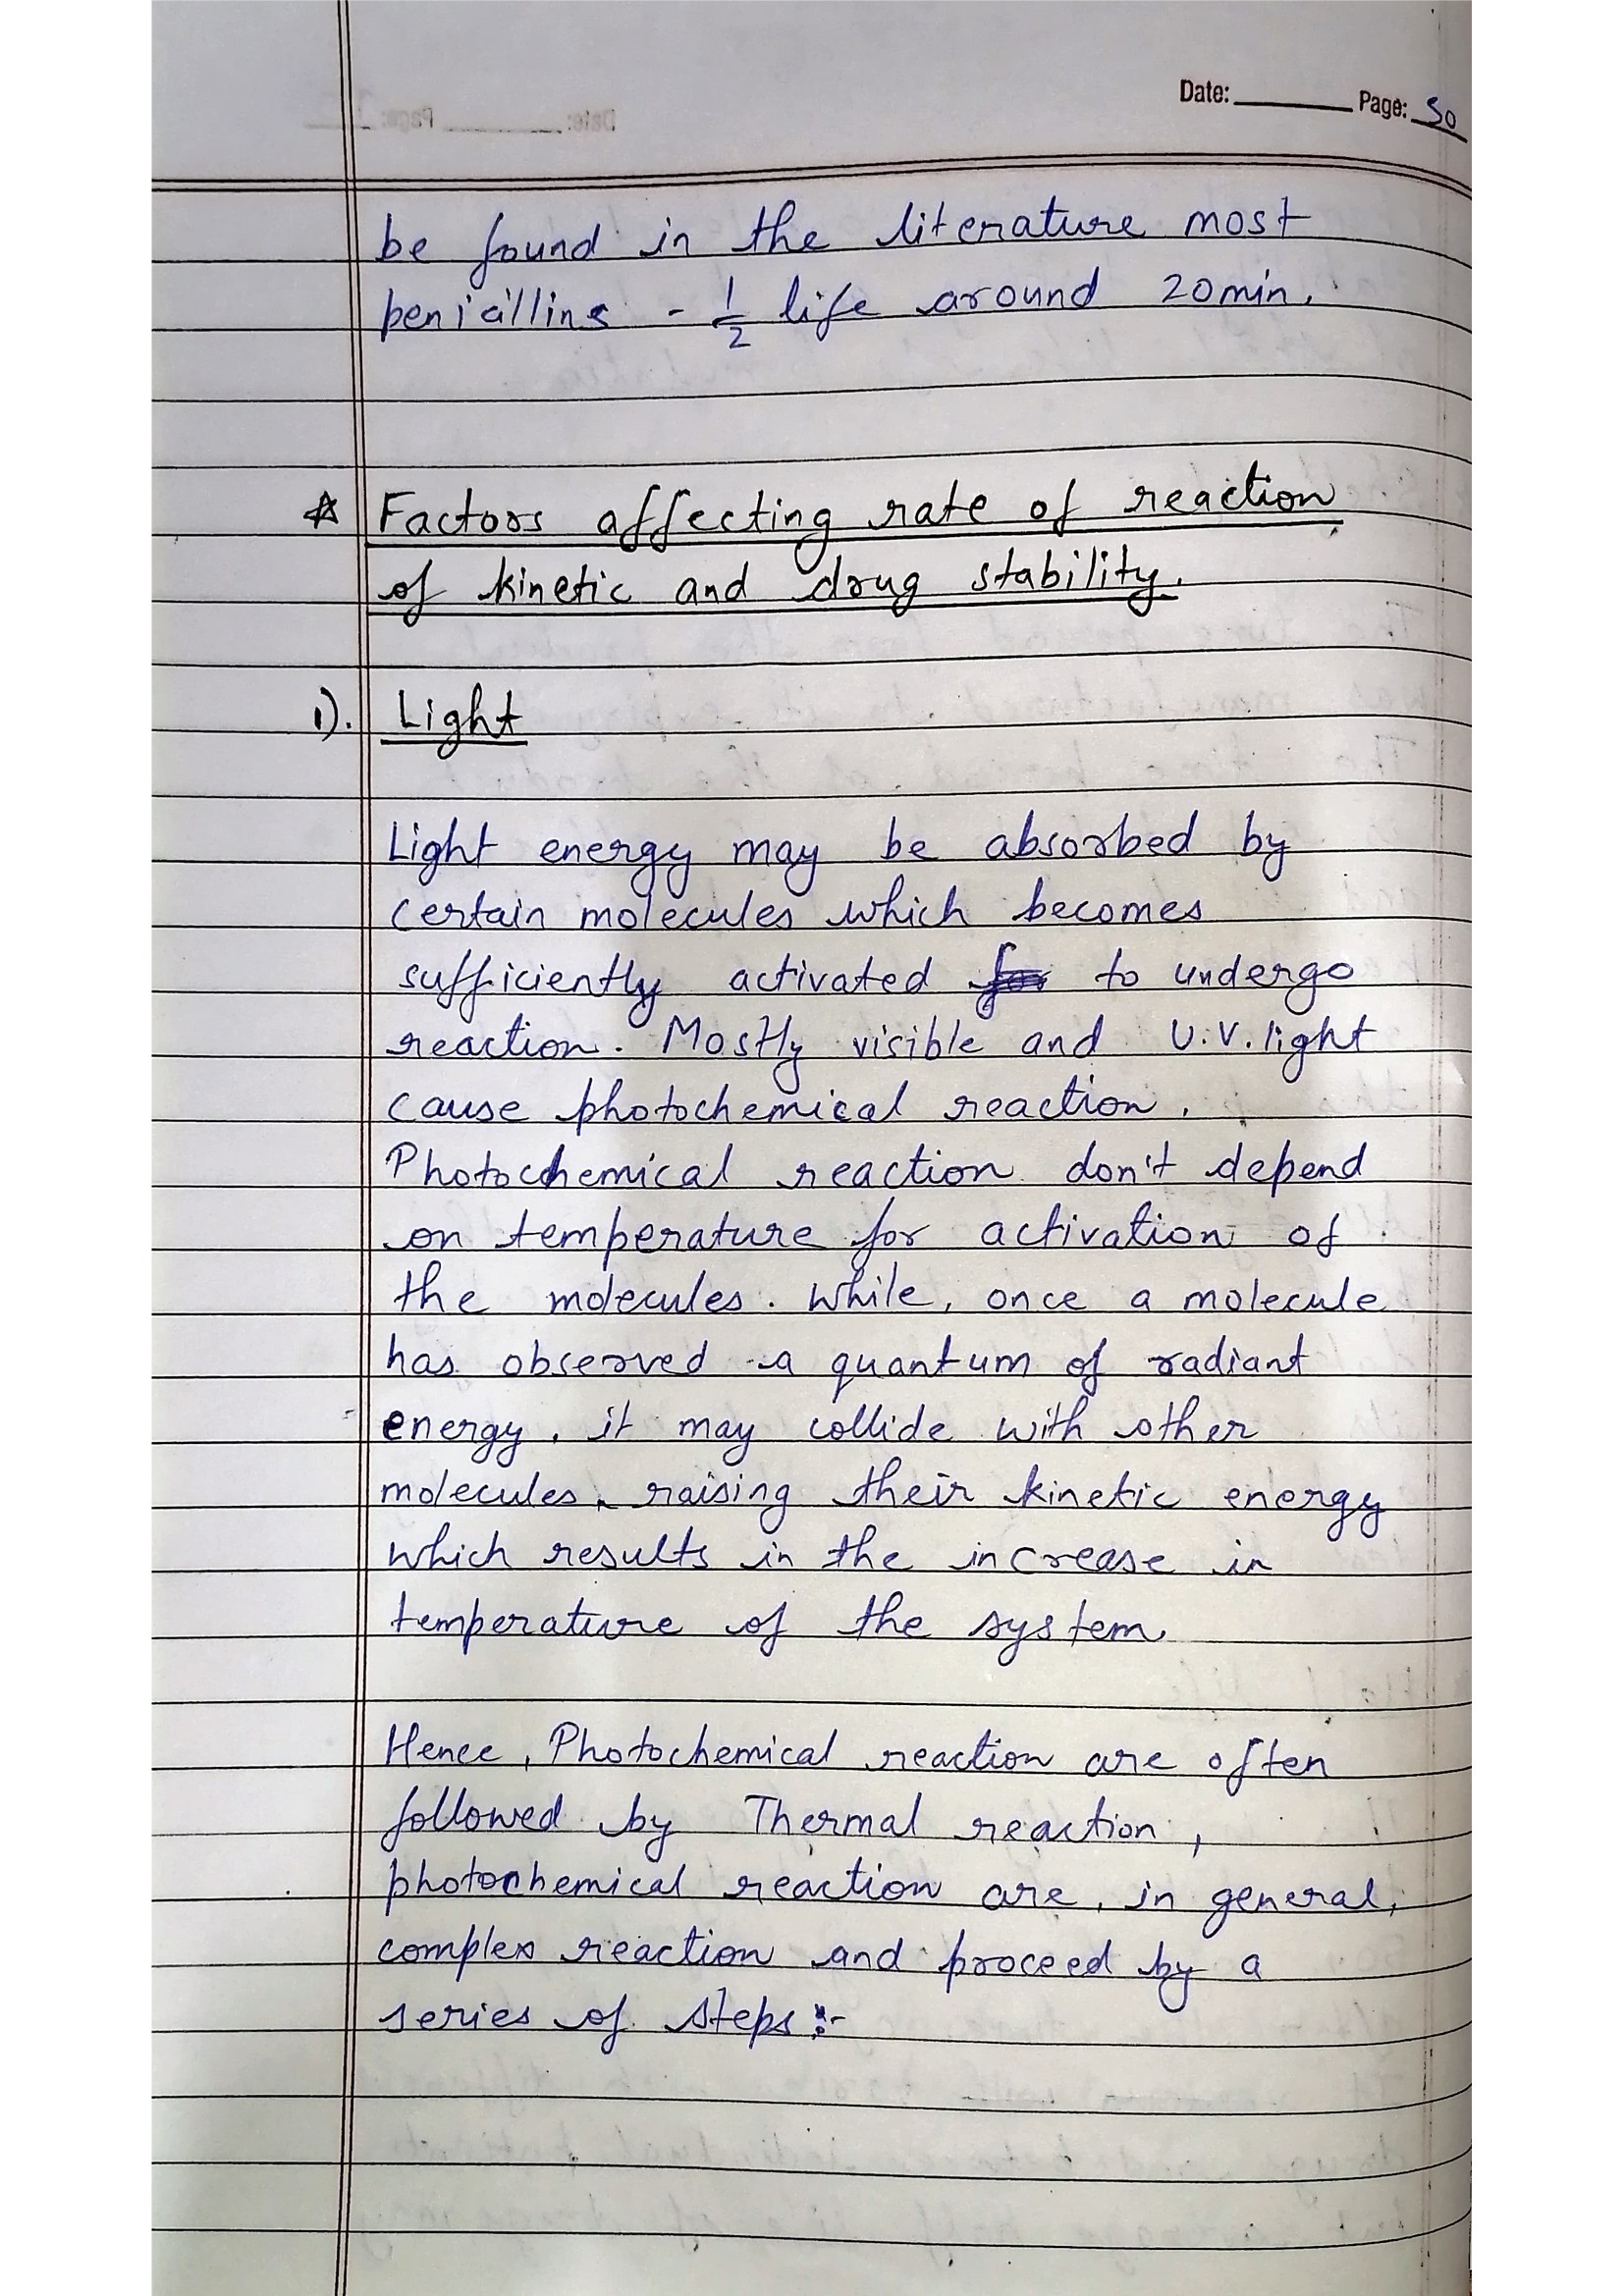 Date: Page: 50
be found in the literature most
penicillins - 1/2 life around 20min.
☆ Factors affecting rate of reaction
of kinetic and drug stability.
1). Light
Light energy may be absorbed by
certain molecules which becomes
sufficiently activated to undergo
reaction. Mostly visible and U.V. light
cause photochemical reaction.
Photochemical reaction don't depend
on temperature for activation of
the molecules. While, once a molecule
has observed a quantum of radiant
energy, it may collide with other
molecules, raising their kinetic energy
which results in the increase in
temperature of the system.
Hence, Photochemical reaction are often
followed by Thermal reaction,
photochemical reaction are, in general,
complex reaction and proceed by a
series of steps :-